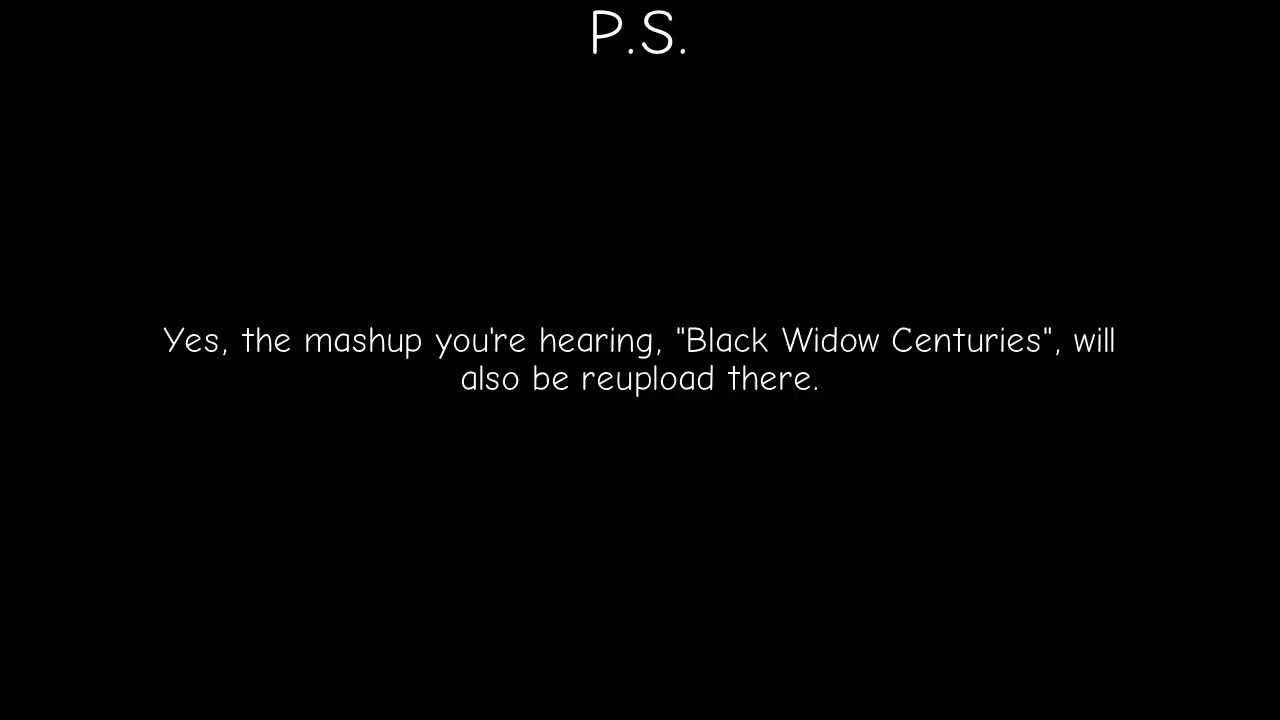 P.S.
Yes, the mashup you're hearing, "Black Widow Centuries", will
also be reupload there.